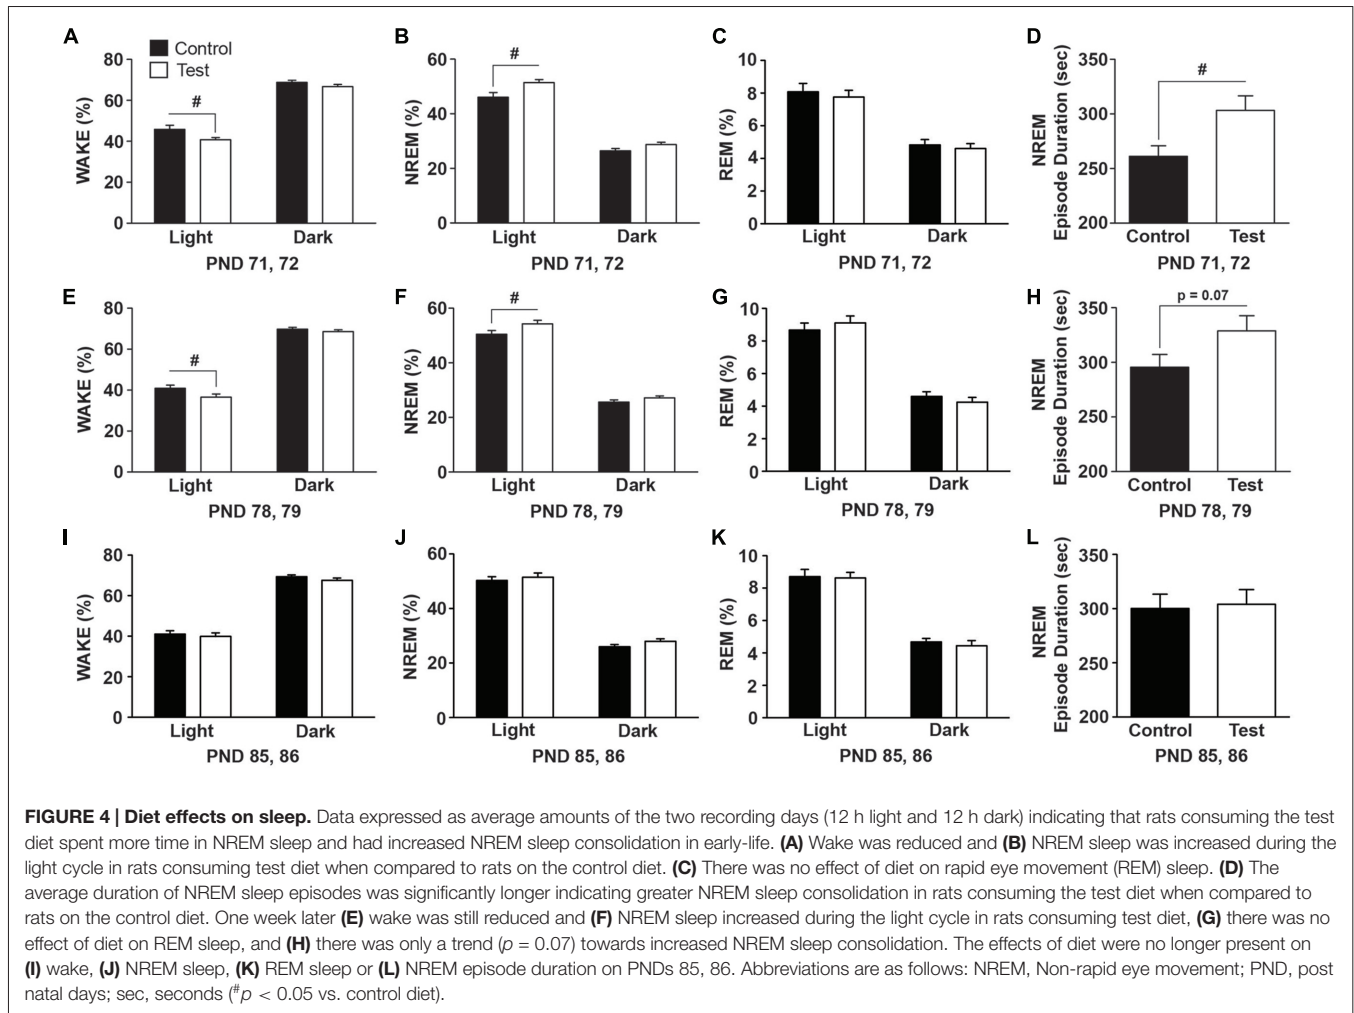 A
Control
Test
#
WAKE (%)
80
60
40
20
0
Light Dark
PND 71, 72
B
#
NREM (%)
60
40
20
0
Light Dark
PND 71, 72
C
REM (%)
10
8
6
4
2
0
Light Dark
PND 71, 72
D
#
NREM
Episode Duration (sec)
350
300
250
200
Control Test
PND 71, 72
E
#
WAKE (%)
80
60
40
20
0
Light Dark
PND 78, 79
F
#
NREM (%)
60
40
20
0
Light Dark
PND 78, 79
G
REM (%)
10
8
6
4
2
0
Light Dark
PND 78, 79
H
p = 0.07
NREM
Episode Duration (sec)
350
300
250
200
Control Test
PND 78, 79
I
WAKE (%)
80
60
40
20
0
Light Dark
PND 85, 86
J
NREM (%)
60
40
20
0
Light Dark
PND 85, 86
K
REM (%)
10
8
6
4
2
0
Light Dark
PND 85, 86
L
NREM
Episode Duration (sec)
350
300
250
200
Control Test
PND 85, 86
FIGURE 4 | Diet effects on sleep. Data expressed as average amounts of the two recording days (12 h light and 12 h dark) indicating that rats consuming the test
diet spent more time in NREM sleep and had increased NREM sleep consolidation in early-life. (A) Wake was reduced and (B) NREM sleep was increased during the
light cycle in rats consuming test diet when compared to rats on the control diet. (C) There was no effect of diet on rapid eye movement (REM) sleep. (D) The
average duration of NREM sleep episodes was significantly longer indicating greater NREM sleep consolidation in rats consuming the test diet when compared to
rats on the control diet. One week later (E) wake was still reduced and (F) NREM sleep increased during the light cycle in rats consuming test diet, (G) there was no
effect of diet on REM sleep, and (H) there was only a trend (p = 0.07) towards increased NREM sleep consolidation. The effects of diet were no longer present on
(I) wake, (J) NREM sleep, (K) REM sleep or (L) NREM episode duration on PNDs 85, 86. Abbreviations are as follows: NREM, Non-rapid eye movement; PND, post
natal days; sec, seconds (#p < 0.05 vs. control diet).